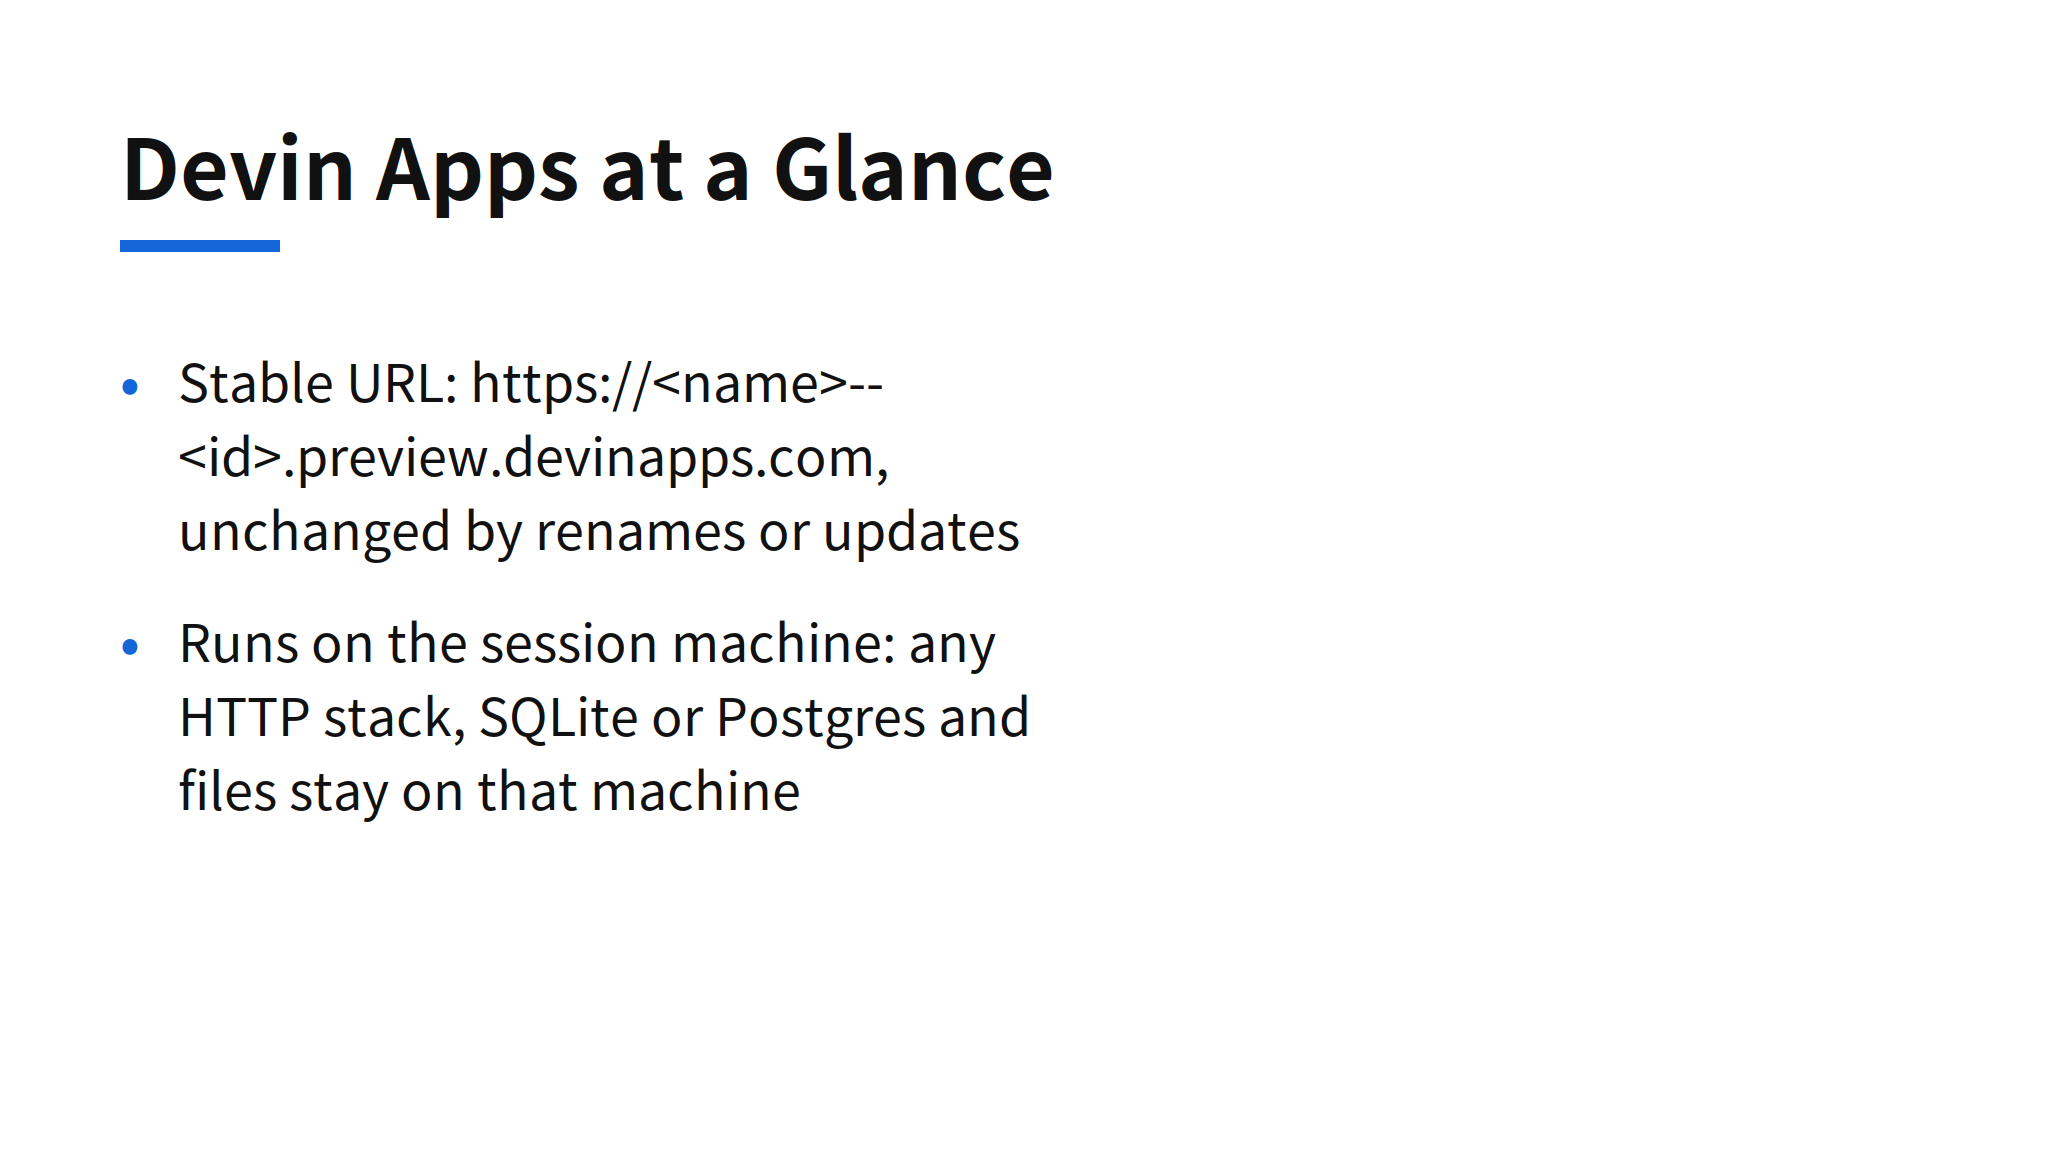 Devin Apps at a Glance
• Stable URL: https://<name>--
<id>.preview.devinapps.com,
unchanged by renames or updates
• Runs on the session machine: any
HTTP stack, SQLite or Postgres and
files stay on that machine